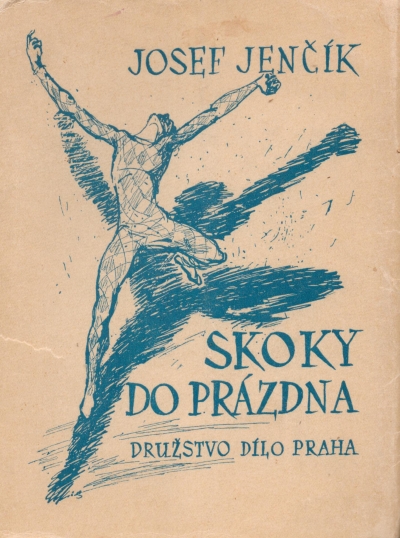 JOSEF JENČÍK
SKOKY
DO PRÁZDNA
DRUŽSTVO DÍLO PRAHA